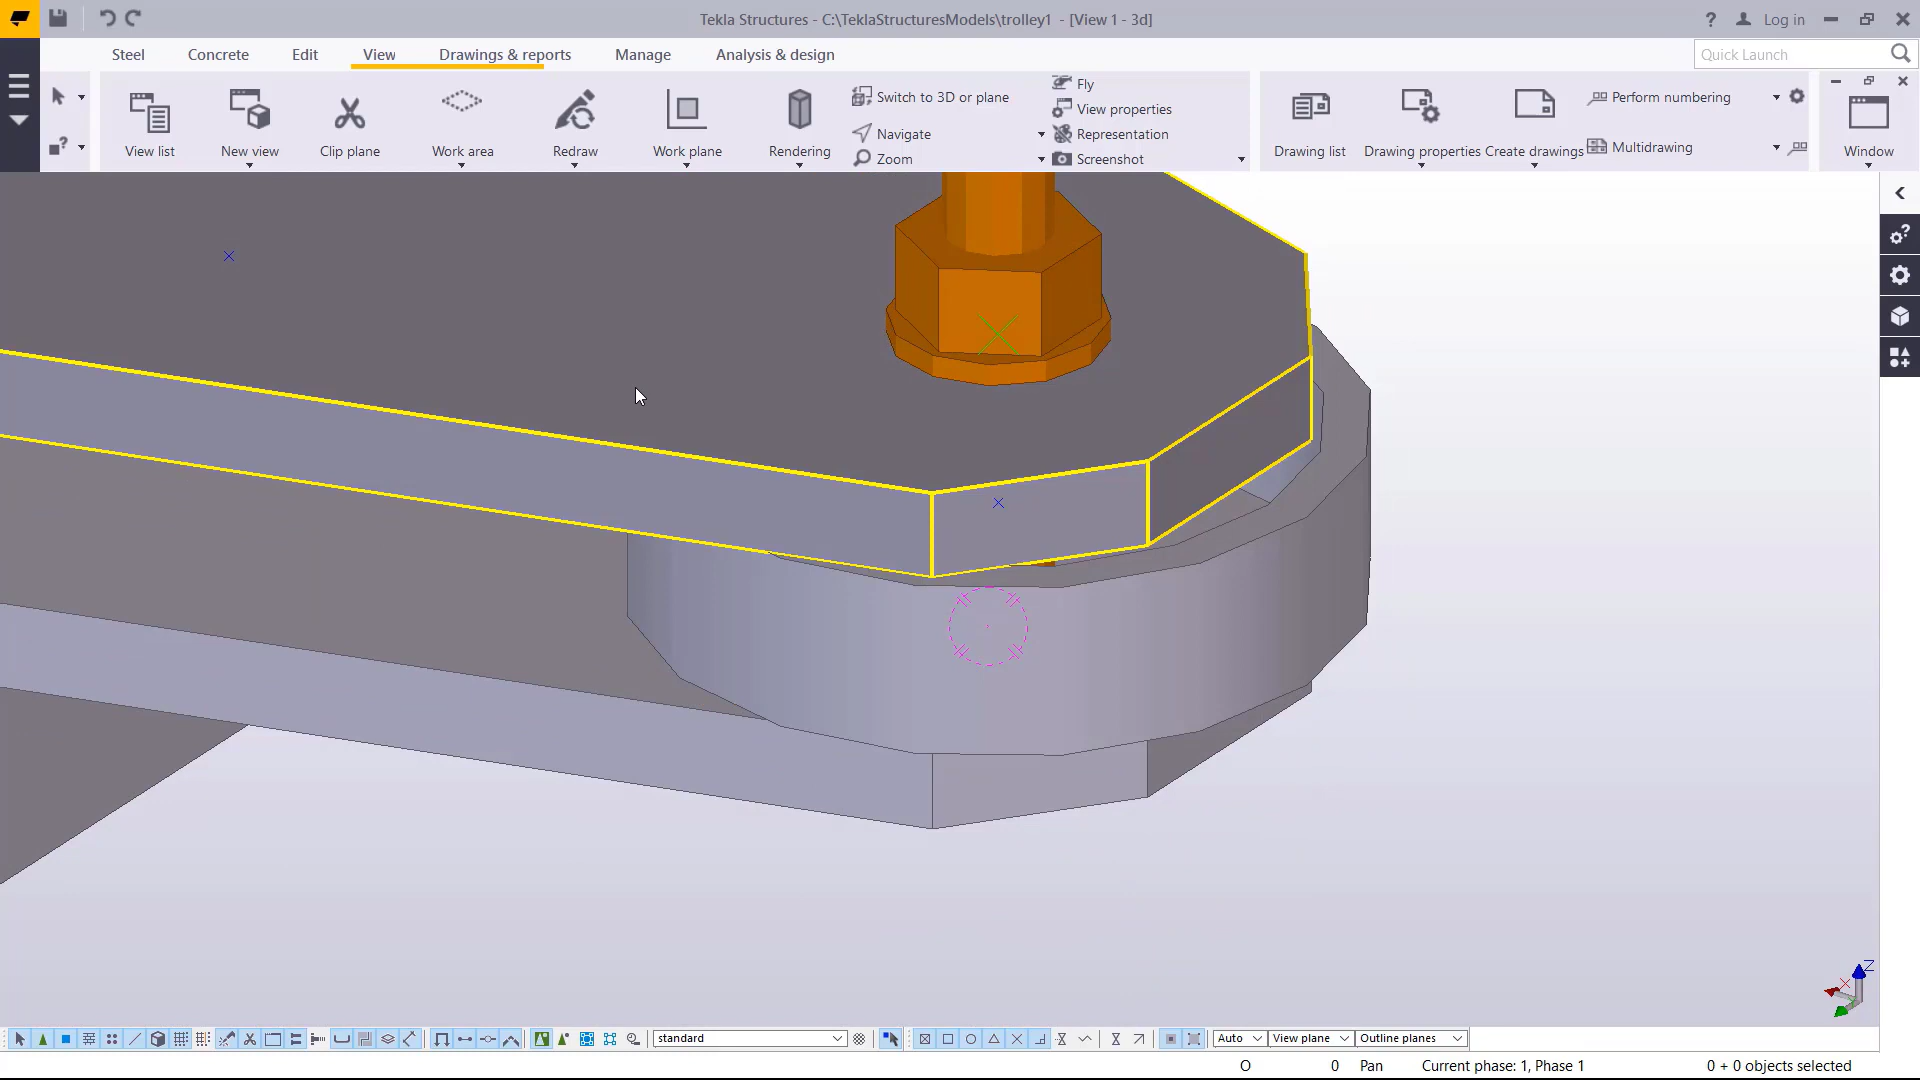 Tekla Structures - C:\TeklaStructuresModels\trolley1 - [View 1 - 3d]
? Log in
Steel Concrete Edit View Drawings & reports Manage Analysis & design
Quick Launch
View list
New view
Clip plane
Work area
Redraw
Work plane
Rendering
Switch to 3D or plane
Navigate
Zoom
Fly
View properties
Representation
Screenshot
Drawing list
Drawing properties
Create drawings
Perform numbering
Multidrawing
Window
Z
X
standard
Auto
View plane
Outline planes
O 0 Pan Current phase: 1, Phase 1 0 + 0 objects selected